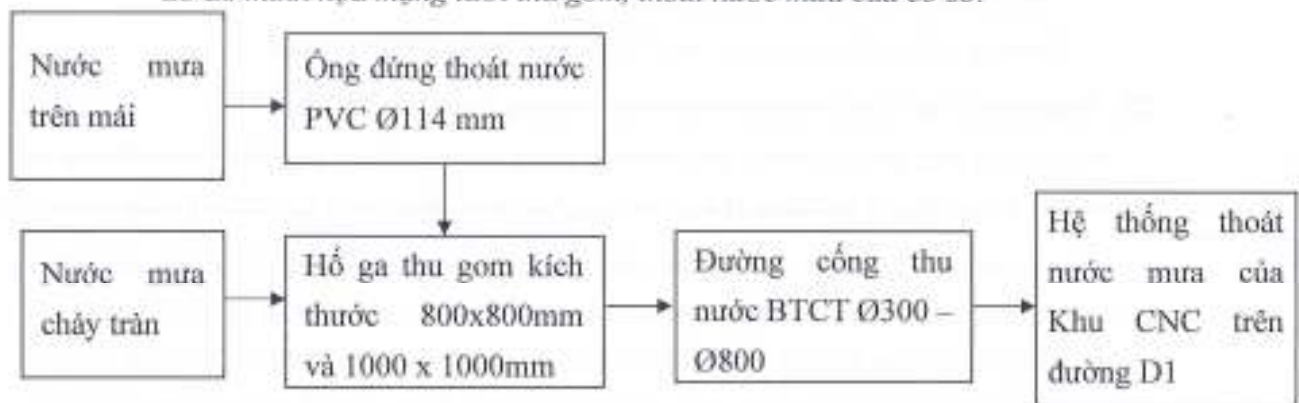 Nước mưa
trên mái
Ống đứng thoát nước
PVC Ø114 mm
Nước mưa
chảy tràn
Hố ga thu gom kích
thước 800x800mm
và 1000 x 1000mm
Đường cống thu
nước BTCT Ø300 –
Ø800
Hệ thống thoát
nước mưa của
Khu CNC trên
đường D1